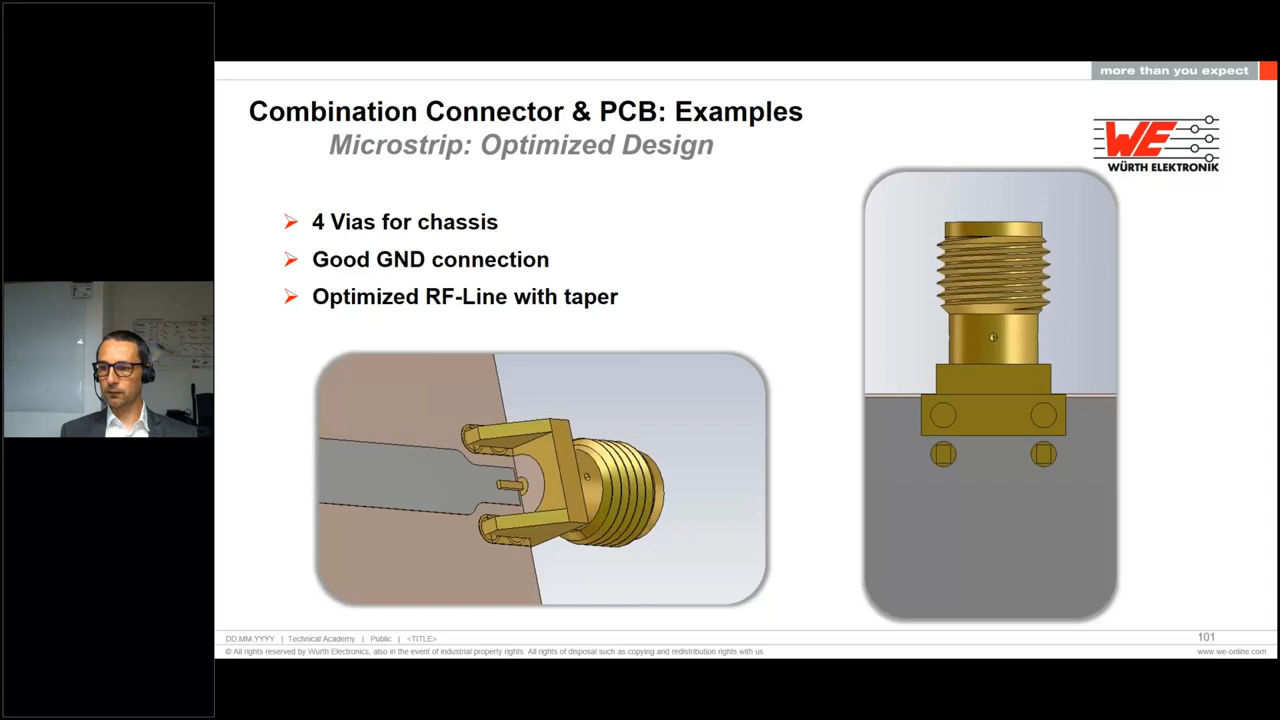 more than you expect
Combination Connector & PCB: Examples
Microstrip: Optimized Design
WE
WÜRTH ELEKTRONIK
4 Vias for chassis
Good GND connection
Optimized RF-Line with taper
DD.MM.YYYY | Technical Academy | Public | <TITLE>
101
© All rights reserved by Wurth Electronics, also in the event of industrial property rights. All rights of disposal such as copying and redistribution rights with us.
www.we-online.com